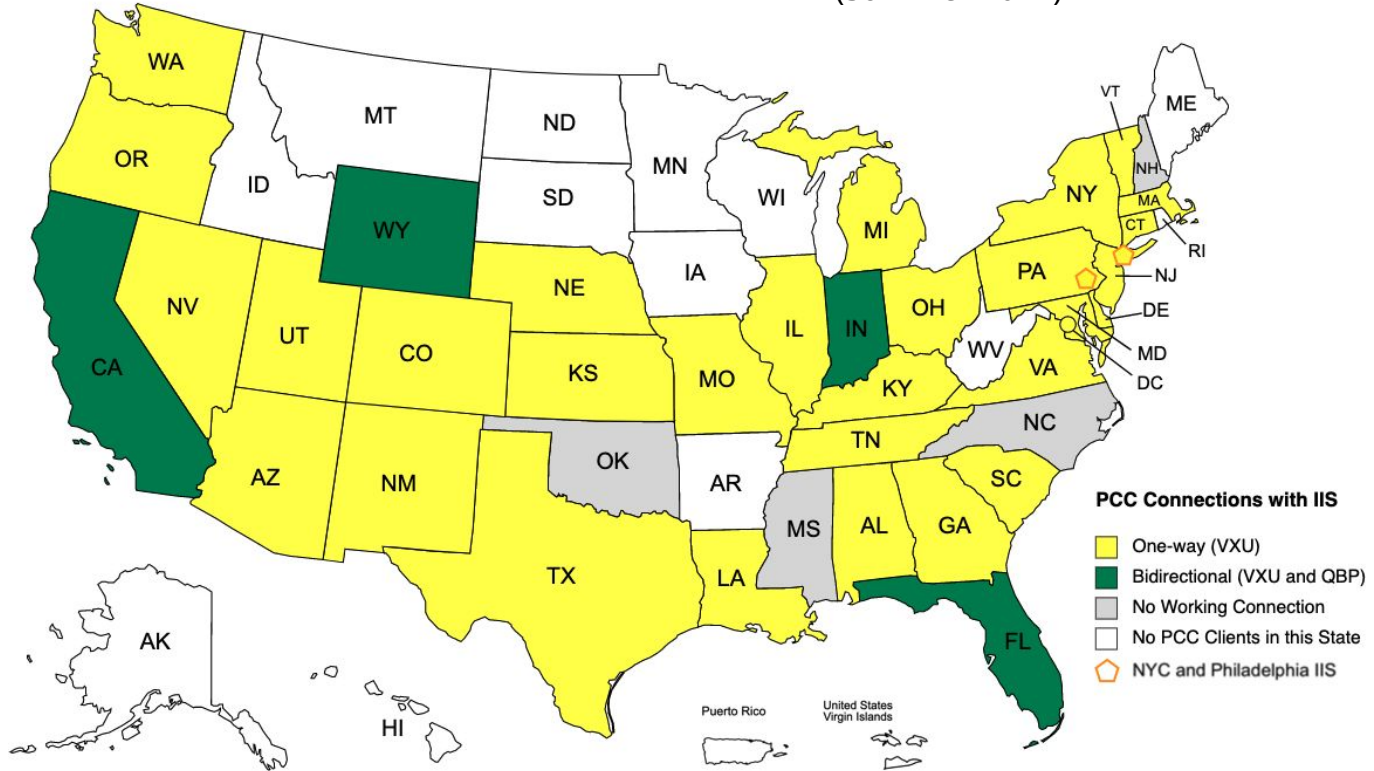 WA
MT
ND
MN
VT
ME
OR
ID
SD
WI
NH
NY
MA
WY
MI
CT
RI
IA
PA
NJ
NE
NV
IL
IN
OH
DE
UT
CO
WV
MD
CA
KS
MO
VA
DC
KY
NC
TN
OK
AZ
NM
AR
SC
MS
AL
GA
TX
LA
FL
AK
HI
Puerto Rico
United States
Virgin Islands
PCC Connections with IIS
One-way (VXU)
Bidirectional (VXU and QBP)
No Working Connection
No PCC Clients in this State
NYC and Philadelphia IIS